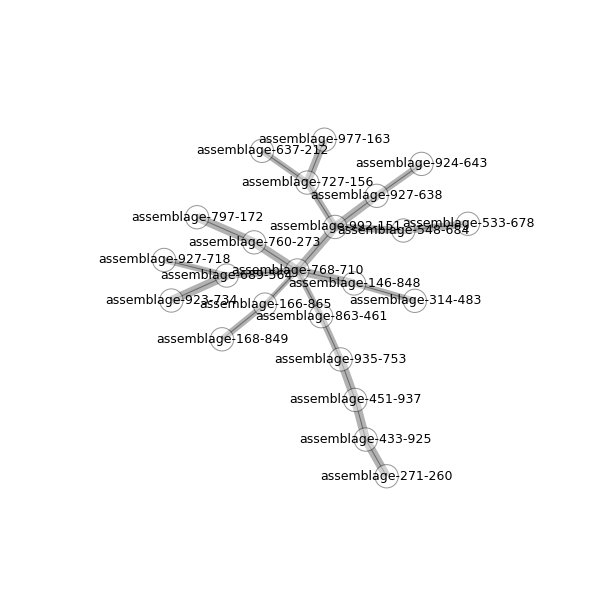 assemblage-977-163
assemblage-637-212
assemblage-924-643
assemblage-727-156
assemblage-927-638
assemblage-797-172
assemblage-533-678
assemblage-992-151
assemblage-548-684
assemblage-760-273
assemblage-927-718
assemblage-768-710
assemblage-689-364
assemblage-146-848
assemblage-923-734
assemblage-314-483
assemblage-166-865
assemblage-863-461
assemblage-168-849
assemblage-935-753
assemblage-451-937
assemblage-433-925
assemblage-271-260